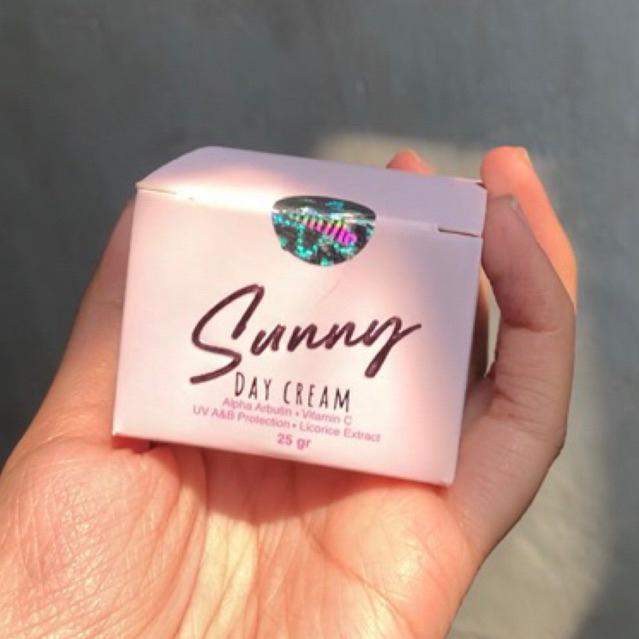 Sunny
DAY CREAM
Alpha Arbutin • Vitamin C
UV A&B Protection • Licorice Extract
25 gr